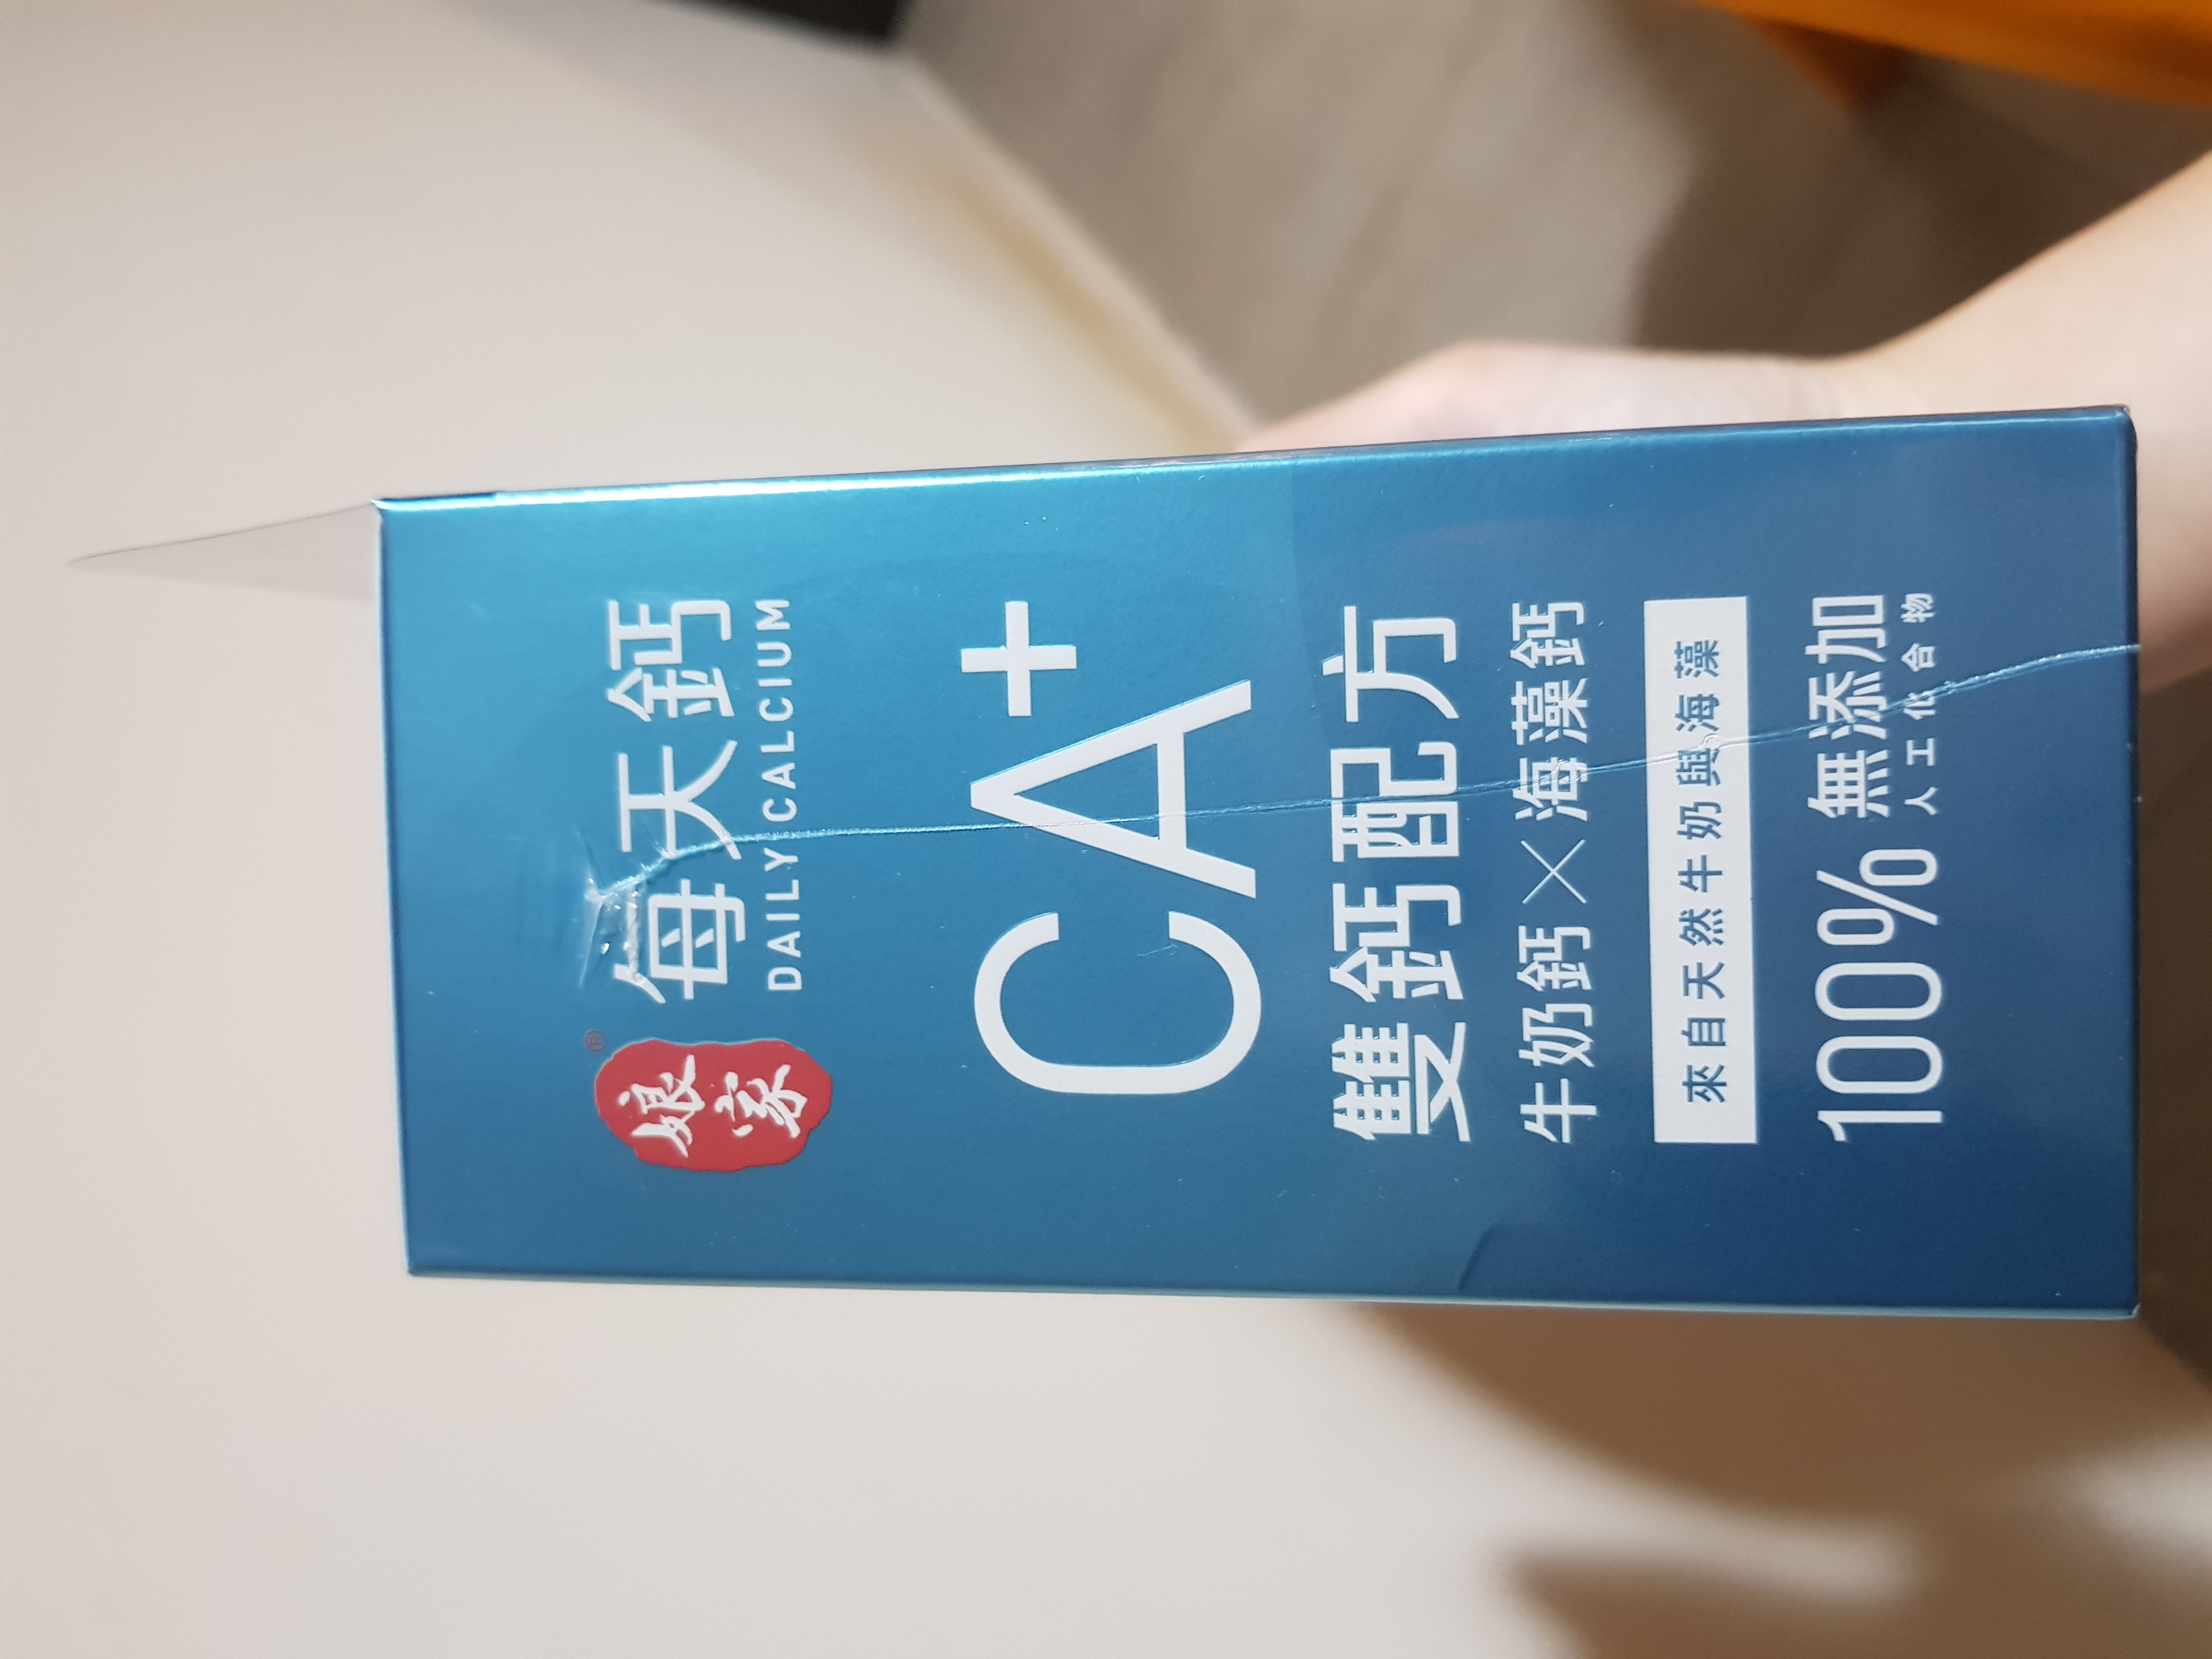 娘家®
每天鈣
DAILY CALCIUM
CA+
雙鈣配方
牛奶鈣×海藻鈣
來自天然牛奶與海藻
100% 無添加
人工化合物